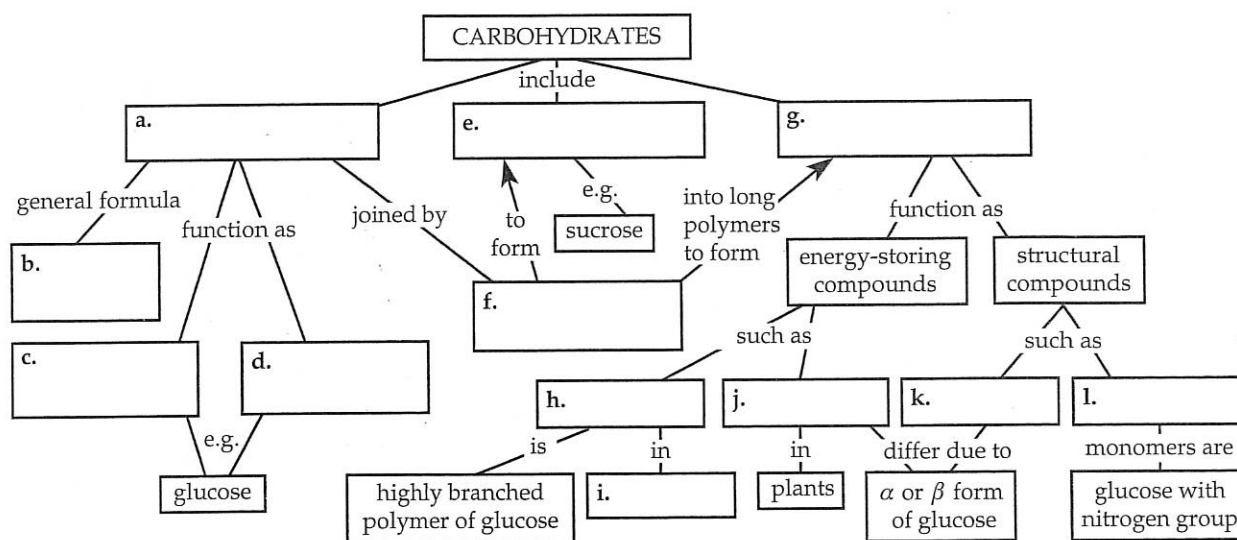 CARBOHYDRATES
include
a.
e.
g.
general formula
function as
joined by
to
form
e.g.
sucrose
into long
polymers
to form
function as
b.
f.
energy-storing
compounds
structural
compounds
c.
d.
such as
such as
h.
j.
k.
l.
e.g.
is
in
in
differ due to
monomers are
glucose
highly branched
polymer of glucose
i.
plants
α or β form
of glucose
glucose with
nitrogen group